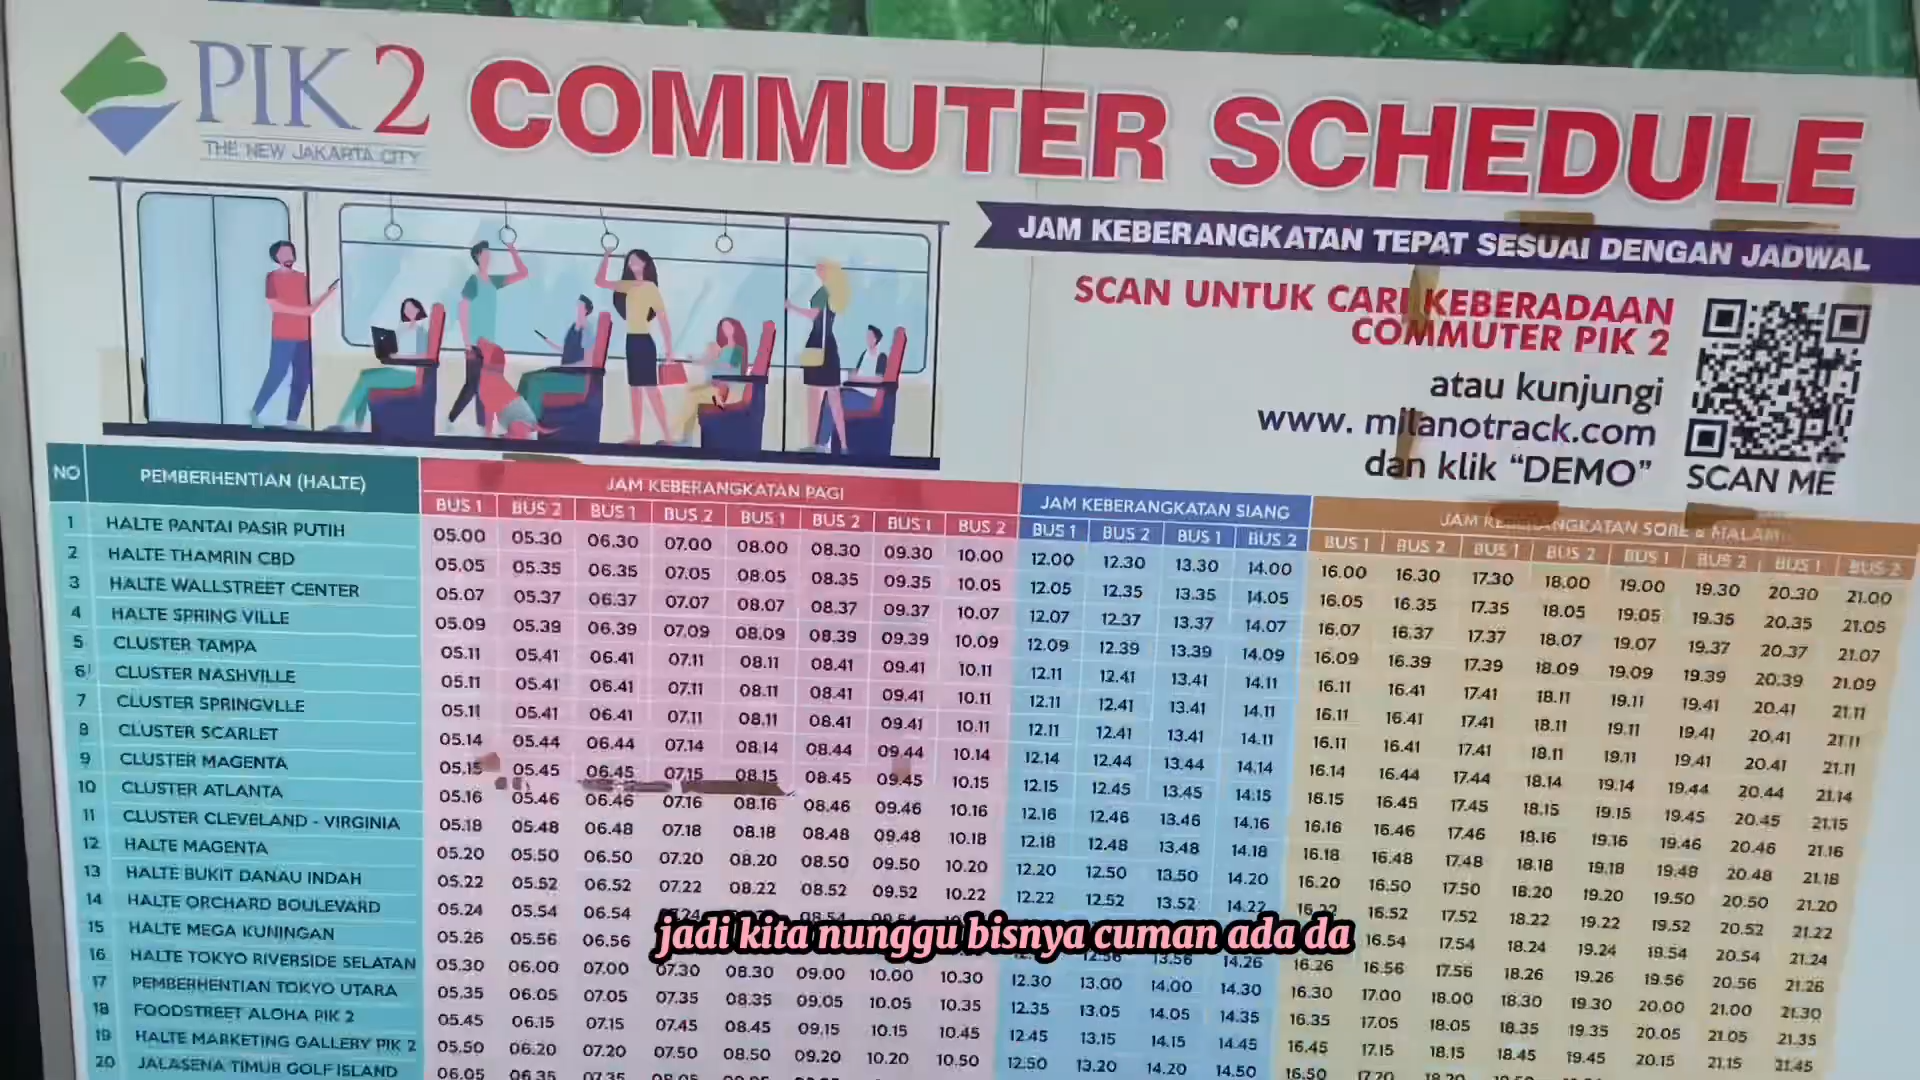 PIK 2
THE NEW JAKARTA CITY
COMMUTER SCHEDULE
JAM KEBERANGKATAN TEPAT SESUAI DENGAN JADWAL
SCAN UNTUK CARI KEBERADAAN
COMMUTER PIK 2
atau kunjungi
www. milanotrack.com
dan klik “DEMO”
SCAN ME
NO PEMBERHENTIAN (HALTE) JAM KEBERANGKATAN PAGI JAM KEBERANGKATAN SIANG JAM KEBERANGKATAN SORE & MALAM
BUS 1 BUS 2 BUS 1 BUS 2 BUS 1 BUS 2 BUS 1 BUS 2 BUS 1 BUS 2 BUS 1 BUS 2 BUS 1 BUS 2 BUS 1 BUS 2 BUS 1 BUS 2 BUS 1 BUS 2
1 HALTE PANTAI PASIR PUTIH 05.00 05.30 06.30 07.00 08.00 08.30 09.30 10.00 12.00 12.30 13.30 14.00 16.00 16.30 17.30 18.00 19.00 19.30 20.30 21.00
2 HALTE THAMRIN CBD 05.05 05.35 06.35 07.05 08.05 08.35 09.35 10.05 12.05 12.35 13.35 14.05 16.05 16.35 17.35 18.05 19.05 19.35 20.35 21.05
3 HALTE WALLSTREET CENTER 05.07 05.37 06.37 07.07 08.07 08.37 09.37 10.07 12.07 12.37 13.37 14.07 16.07 16.37 17.37 18.07 19.07 19.37 20.37 21.07
4 HALTE SPRING VILLE 05.09 05.39 06.39 07.09 08.09 08.39 09.39 10.09 12.09 12.39 13.39 14.09 16.09 16.39 17.39 18.09 19.09 19.39 20.39 21.09
5 CLUSTER TAMPA 05.11 05.41 06.41 07.11 08.11 08.41 09.41 10.11 12.11 12.41 13.41 14.11 16.11 16.41 17.41 18.11 19.11 19.41 20.41 21.11
6 CLUSTER NASHVILLE 05.11 05.41 06.41 07.11 08.11 08.41 09.41 10.11 12.11 12.41 13.41 14.11 16.11 16.41 17.41 18.11 19.11 19.41 20.41 21.11
7 CLUSTER SPRINGVLLE 05.11 05.41 06.41 07.11 08.11 08.41 09.41 10.11 12.11 12.41 13.41 14.11 16.11 16.41 17.41 18.11 19.11 19.41 20.41 21.11
8 CLUSTER SCARLET 05.14 05.44 06.44 07.14 08.14 08.44 09.44 10.14 12.14 12.44 13.44 14.14 16.14 16.44 17.44 18.14 19.14 19.44 20.44 21.14
9 CLUSTER MAGENTA 05.15 05.45 06.45 07.15 08.15 08.45 09.45 10.15 12.15 12.45 13.45 14.15 16.15 16.45 17.45 18.15 19.15 19.45 20.45 21.15
10 CLUSTER ATLANTA 05.16 05.46 06.46 07.16 08.16 08.46 09.46 10.16 12.16 12.46 13.46 14.16 16.16 16.46 17.46 18.16 19.16 19.46 20.46 21.16
11 CLUSTER CLEVELAND - VIRGINIA 05.18 05.48 06.48 07.18 08.18 08.48 09.48 10.18 12.18 12.48 13.48 14.18 16.18 16.48 17.48 18.18 19.18 19.48 20.48 21.18
12 HALTE MAGENTA 05.20 05.50 06.50 07.20 08.20 08.50 09.50 10.20 12.20 12.50 13.50 14.20 16.20 16.50 17.50 18.20 19.20 19.50 20.50 21.20
13 HALTE BUKIT DANAU INDAH 05.22 05.52 06.52 07.22 08.22 08.52 09.52 10.22 12.22 12.52 13.52 14.22 16.22 16.52 17.52 18.22 19.22 19.52 20.52 21.22
14 HALTE ORCHARD BOULEVARD 05.24 05.54 06.54 07.24 08.54 16.54 17.54 18.24 19.24 19.54 20.54 21.24
15 HALTE MEGA KUNINGAN 05.26 05.56 06.56 12.56 13.56 14.26 16.26 16.56 17.56 18.26 19.26 19.56 20.56 21.26
16 HALTE TOKYO RIVERSIDE SELATAN 05.30 06.00 07.00 07.30 08.30 09.00 10.00 10.30 12.30 13.00 14.00 14.30 16.30 17.00 18.00 18.30 19.30 20.00 21.00 21.30
17 PEMBERHENTIAN TOKYO UTARA 05.35 06.05 07.05 07.35 08.35 09.05 10.05 10.35 12.35 13.05 14.05 14.35 16.35 17.05 18.05 18.35 19.35 20.05 21.05 21.35
18 FOODSTREET ALOHA PIK 2 05.45 06.15 07.15 07.45 08.45 09.15 10.15 10.45 12.45 13.15 14.15 14.45 16.45 17.15 18.15 18.45 19.45 20.15 21.15 21.45
19 HALTE MARKETING GALLERY PIK 2 05.50 06.20 07.20 07.50 08.50 09.20 10.20 10.50 12.50 13.20 14.20 14.50 16.50 17.20
20 JALASENA TIMUR GOLF ISLAND 06.05 06.35 07.35
jadi kita nunggu bisnya cuman ada da